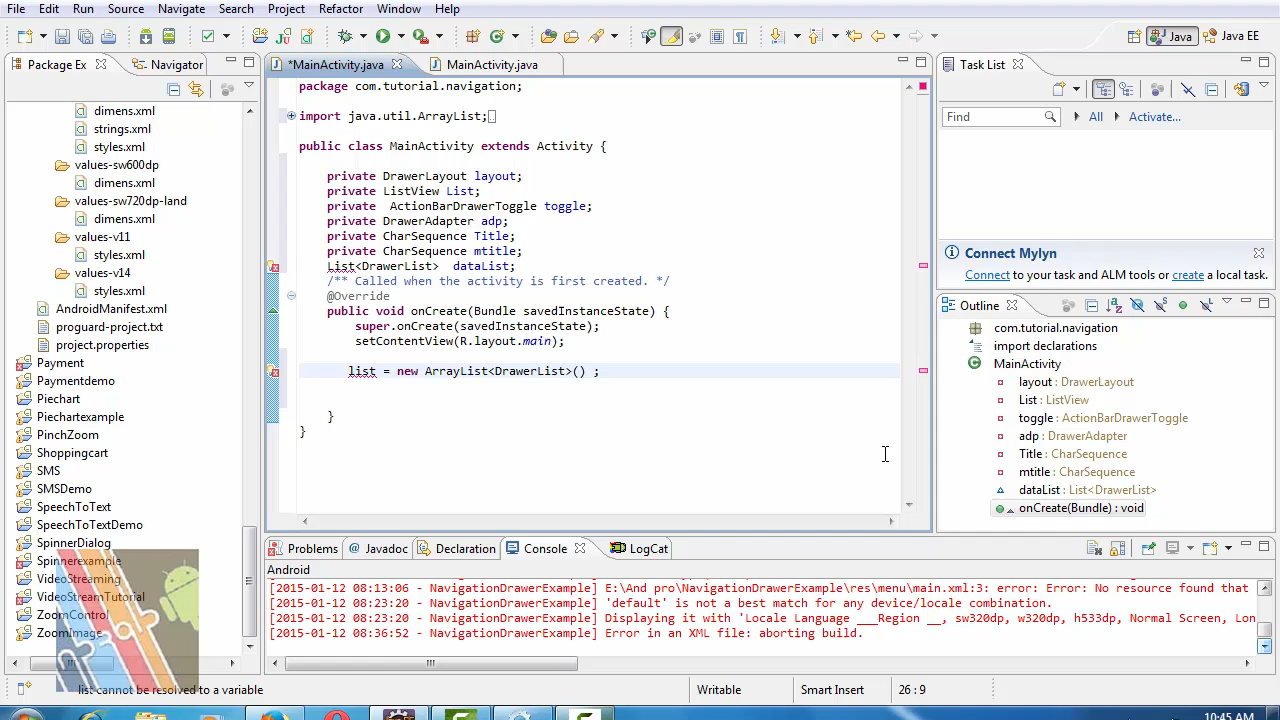 File Edit Run Source Navigate Search Project Refactor Window Help
Java Java EE
Package Ex Navigator
dimens.xml
strings.xml
styles.xml
values-sw600dp
dimens.xml
values-sw720dp-land
dimens.xml
values-v11
styles.xml
values-v14
styles.xml
AndroidManifest.xml
proguard-project.txt
project.properties
Payment
Paymentdemo
Piechart
Piechartexample
PinchZoom
Shoppingcart
SMS
SMSDemo
SpeechToText
SpeechToTextDemo
SpinnerDialog
Spinnerexample
VideoStreaming
VideoStreamTutorial
ZoomControl
ZoomImage
*MainActivity.java MainActivity.java
package com.tutorial.navigation;
import java.util.ArrayList;
public class MainActivity extends Activity {
private DrawerLayout layout;
private ListView List;
private  ActionBarDrawerToggle toggle;
private DrawerAdapter adp;
private CharSequence Title;
private CharSequence mtitle;
List<DrawerList>  dataList;
/** Called when the activity is first created. */
@Override
public void onCreate(Bundle savedInstanceState) {
super.onCreate(savedInstanceState);
setContentView(R.layout.main);
list = new ArrayList<DrawerList>() ;
}
}
Task List
Find All Activate...
Connect Mylyn
Connect to your task and ALM tools or create a local task.
Outline
com.tutorial.navigation
import declarations
MainActivity
layout : DrawerLayout
List : ListView
toggle : ActionBarDrawerToggle
adp : DrawerAdapter
Title : CharSequence
mtitle : CharSequence
dataList : List<DrawerList>
onCreate(Bundle) : void
Problems Javadoc Declaration Console LogCat
Android
[2015-01-12 08:13:06 - NavigationDrawerExample] E:\And pro\NavigationDrawerExample\res\menu\main.xml:3: error: Error: No resource found that
[2015-01-12 08:23:20 - NavigationDrawerExample] 'default' is not a best match for any device/locale combination.
[2015-01-12 08:23:20 - NavigationDrawerExample] Displaying it with 'Locale Language ___Region __, sw320dp, w320dp, h533dp, Normal Screen, Lon
[2015-01-12 08:36:52 - NavigationDrawerExample] Error in an XML file: aborting build.
list cannot be resolved to a variable Writable Smart Insert 26 : 9
10:45 AM